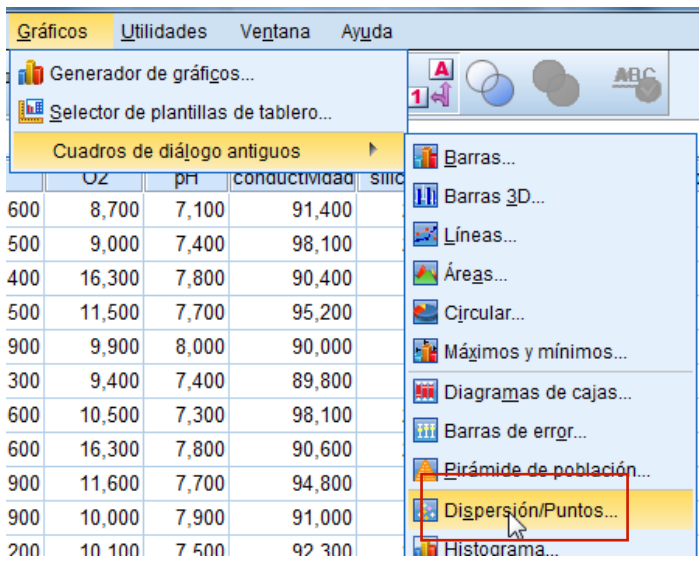 Gráficos Utilidades Ventana Ayuda
Generador de gráficos...
Selector de plantillas de tablero...
Cuadros de diálogo antiguos
A
1
ABC
Barras...
Barras 3D...
Líneas...
Áreas...
Circular...
Máximos y mínimos...
Diagramas de cajas...
Barras de error...
Pirámide de población...
Dispersión/Puntos...
Histograma...
O2 pH conductividad
600 8,700 7,100 91,400
500 9,000 7,400 98,100
400 16,300 7,800 90,400
500 11,500 7,700 95,200
900 9,900 8,000 90,000
300 9,400 7,400 89,800
600 10,500 7,300 98,100
600 16,300 7,800 90,600
900 11,600 7,700 94,800
900 10,000 7,900 91,000
200 10,100 7,500 92,300